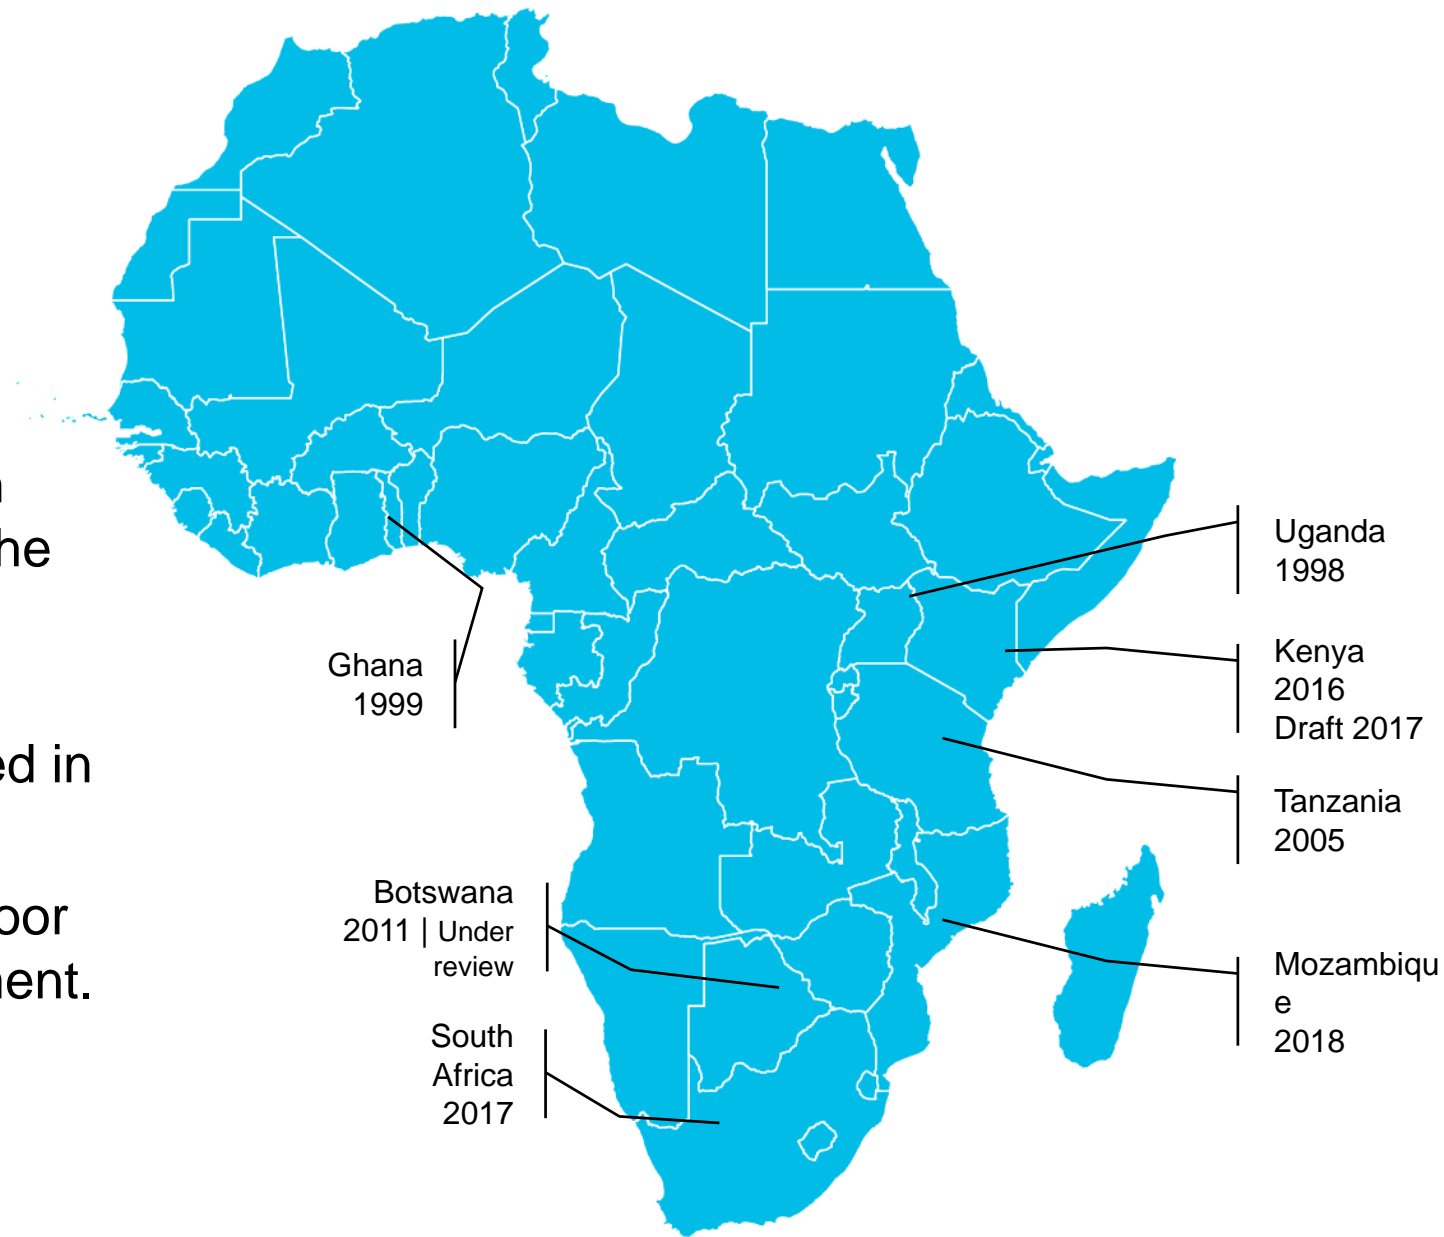 he
ed in
oor
nent.
Ghana
1999
Botswana
2011 | Under
review
South
Africa
2017
Uganda
1998
Kenya
2016
Draft 2017
Tanzania
2005
Mozambiqu
e
2018